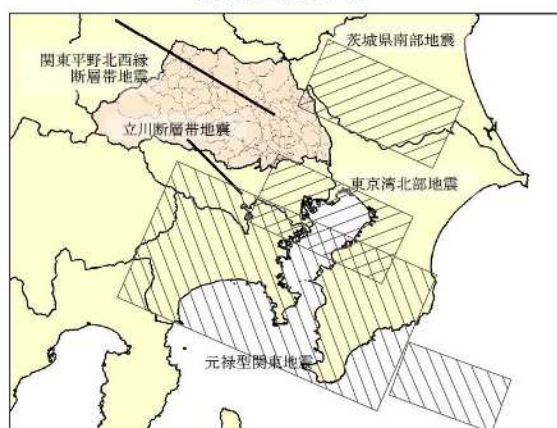 茨城県南部地震
関東平野北西縁
断層帯地震
立川断層帯地震
東京湾北部地震
元禄型関東地震